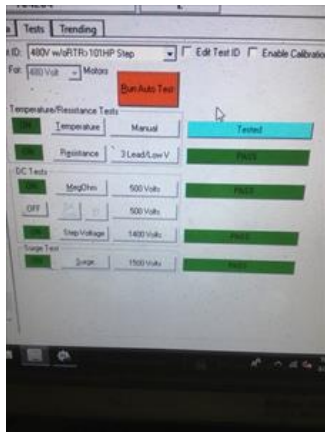 Tests Trending
ID: 480V w/oRTR>101HP Step Edit Test ID Enable Calibration
For: 480 Volt Motors
Run Auto Test
Temperature/Resistance Tests
ON Temperature Manual Tested
ON Resistance 3 Lead/Low V PASS
DC Tests
ON MegOhm 500 Volts PASS
OFF 500 Volts
ON Step Voltage 1400 Volts PASS
Surge Test
ON Surge 1500 Volts PASS